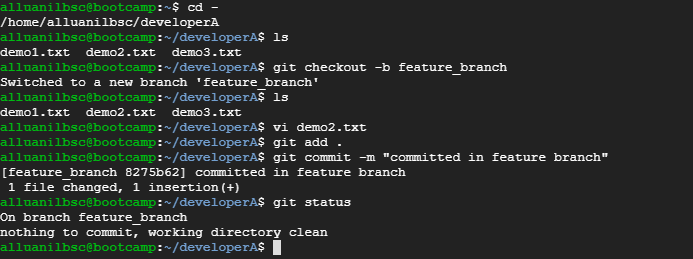 alluanilbsc@bootcamp:~$ cd -
/home/alluanilbsc/developerA
alluanilbsc@bootcamp:~/developerA$ ls
demo1.txt  demo2.txt  demo3.txt
alluanilbsc@bootcamp:~/developerA$ git checkout -b feature_branch
Switched to a new branch 'feature_branch'
alluanilbsc@bootcamp:~/developerA$ ls
demo1.txt  demo2.txt  demo3.txt
alluanilbsc@bootcamp:~/developerA$ vi demo2.txt
alluanilbsc@bootcamp:~/developerA$ git add .
alluanilbsc@bootcamp:~/developerA$ git commit -m "committed in feature branch"
[feature_branch 8275b62] committed in feature branch
 1 file changed, 1 insertion(+)
alluanilbsc@bootcamp:~/developerA$ git status
On branch feature_branch
nothing to commit, working directory clean
alluanilbsc@bootcamp:~/developerA$